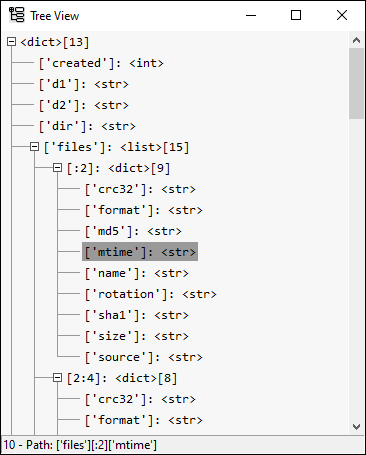 Tree View
<dict>[13]
['created']: <int>
['d1']: <str>
['d2']: <str>
['dir']: <str>
['files']: <list>[15]
[:2]: <dict>[9]
['crc32']: <str>
['format']: <str>
['md5']: <str>
['mtime']: <str>
['name']: <str>
['rotation']: <str>
['sha1']: <str>
['size']: <str>
['source']: <str>
[2:4]: <dict>[8]
['crc32']: <str>
['format']: <str>
10 - Path: ['files'][:2]['mtime']